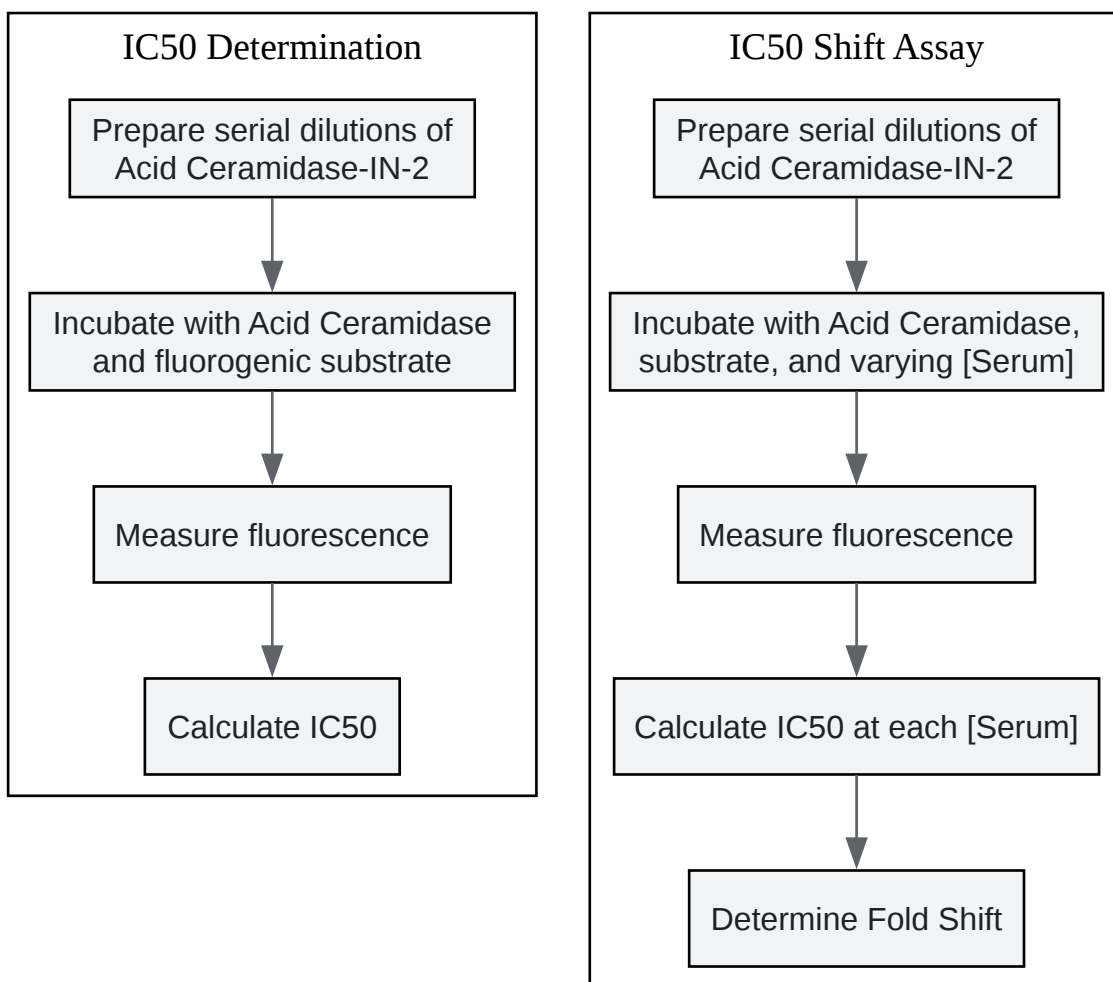 IC50 Determination
Prepare serial dilutions of
Acid Ceramidase-IN-2
Incubate with Acid Ceramidase
and fluorogenic substrate
Measure fluorescence
Calculate IC50
IC50 Shift Assay
Prepare serial dilutions of
Acid Ceramidase-IN-2
Incubate with Acid Ceramidase,
substrate, and varying [Serum]
Measure fluorescence
Calculate IC50 at each [Serum]
Determine Fold Shift